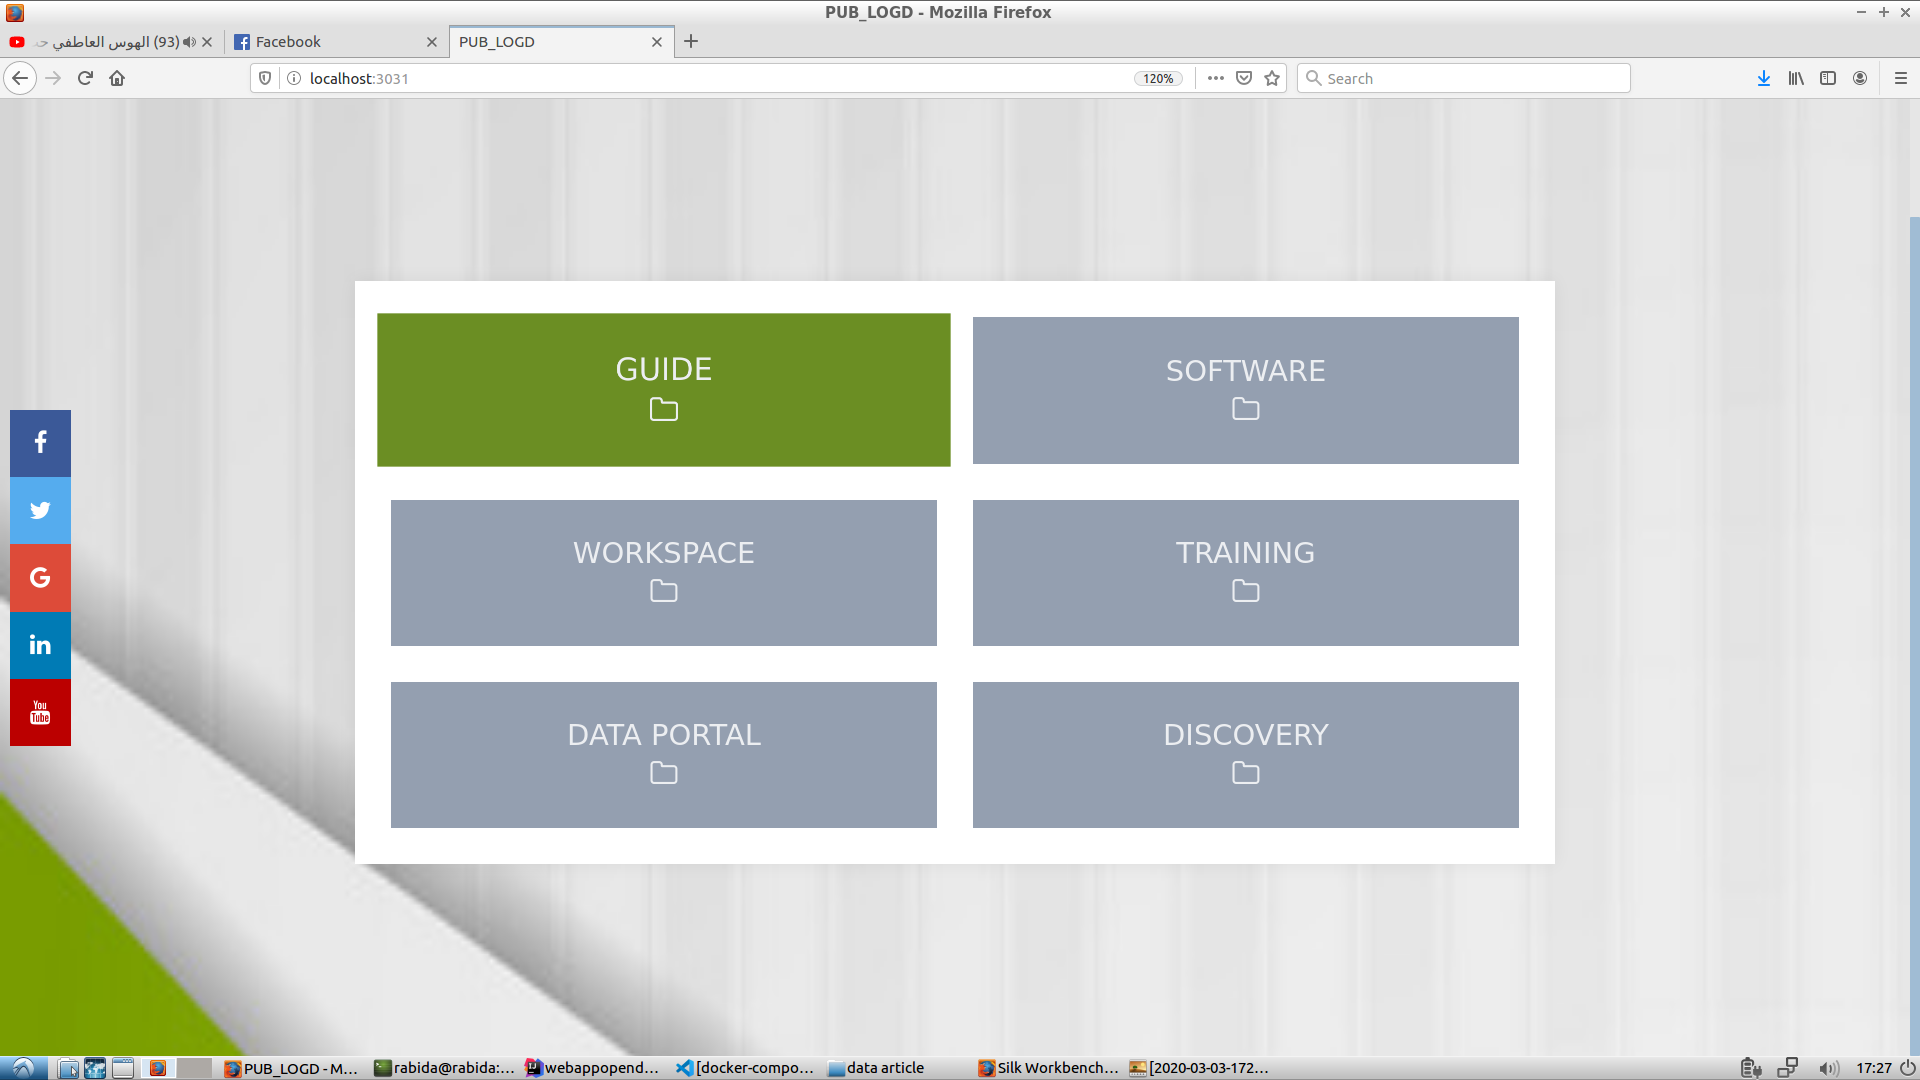 PUB_LOGD - Mozilla Firefox
(93) الهوس العاطفي
Facebook
PUB_LOGD
localhost:3031
120%
Search
GUIDE
SOFTWARE
WORKSPACE
TRAINING
DATA PORTAL
DISCOVERY
You
Tube
PUB_LOGD - M...
rabida@rabida:...
webappopend...
[docker-compo...
data article
Silk Workbench...
[2020-03-03-172...
17:27